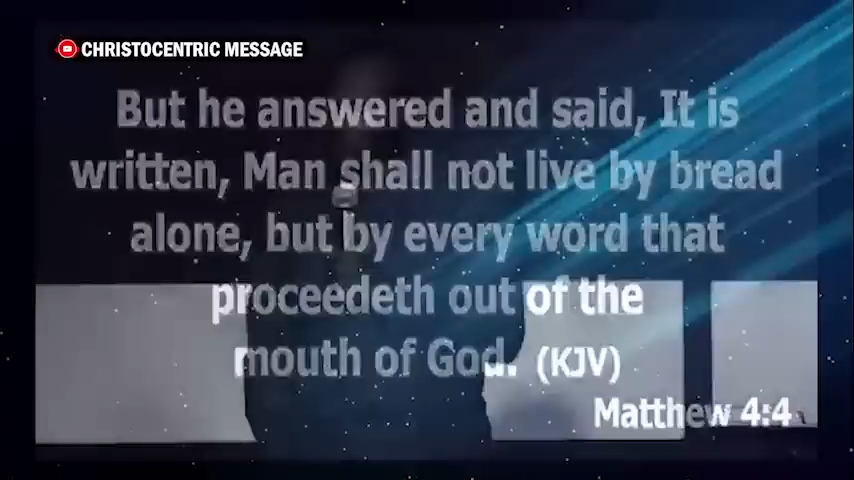 CHRISTOCENTRIC MESSAGE
But he answered and said, It is
written, Man shall not live by bread
alone, but by every word that
proceedeth out of the
mouth of God. (KJV)
Matthew 4:4